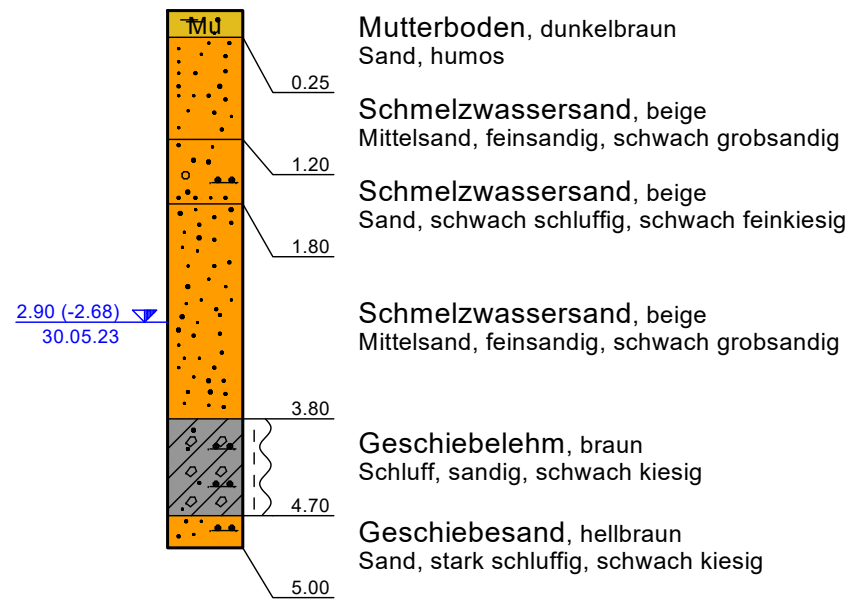 Mu
Mutterboden, dunkelbraun
Sand, humos
0.25
Schmelzwassersand, beige
Mittelsand, feinsandig, schwach grobsandig
1.20
Schmelzwassersand, beige
Sand, schwach schluffig, schwach feinkiesig
1.80
2.90 (-2.68)
30.05.23
Schmelzwassersand, beige
Mittelsand, feinsandig, schwach grobsandig
3.80
Geschiebelehm, braun
Schluff, sandig, schwach kiesig
4.70
Geschiebesand, hellbraun
Sand, stark schluffig, schwach kiesig
5.00